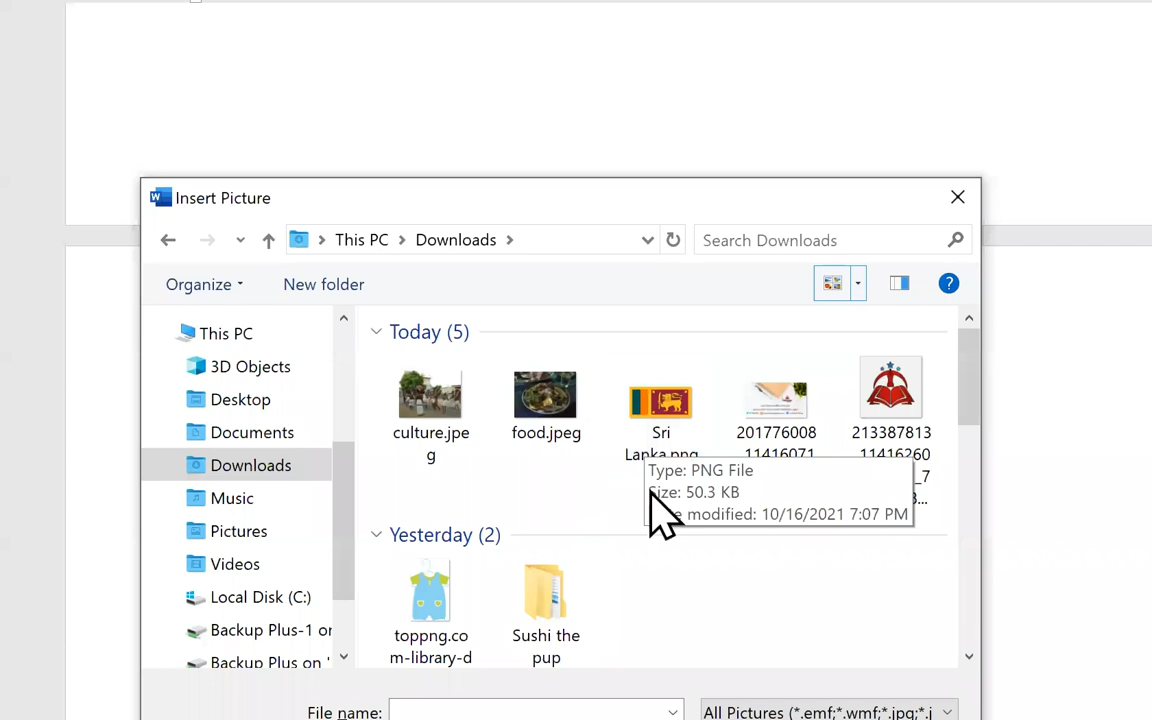 Insert Picture
This PC
Downloads
Search Downloads
Organize
New folder
?
This PC
3D Objects
Desktop
Documents
Downloads
Music
Pictures
Videos
Local Disk (C:)
Backup Plus-1 or
Backup Plus on '
Today (5)
culture.jpe
g
food.jpeg
Sri
Lanka.png
201776008
11416071
213387813
11416260
_7
...
Type: PNG File
Size: 50.3 KB
modified: 10/16/2021 7:07 PM
Yesterday (2)
toppng.co
m-library-d
Sushi the
pup
File name:
All Pictures (*.emf;*.wmf;*.jpg;*.j